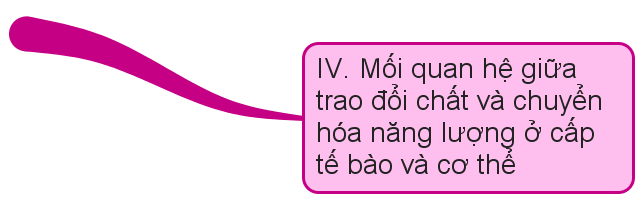 IV. Mối quan hệ giữa
trao đổi chất và chuyển
hóa năng lượng ở cấp
tế bào và cơ thể